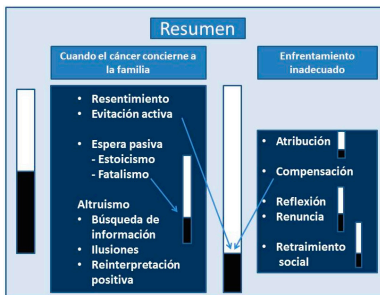 Resumen
Cuando el cáncer concierne a
la familia
• Resentimiento
• Evitación activa
• Espera pasiva
- Estoicismo
- Fatalismo
Altruismo
• Búsqueda de
información
• Ilusiones
• Reinterpretación
positiva
Enfrentamiento
inadecuado
• Atribución
• Compensación
• Reflexión
• Renuncia
• Retraimiento
social